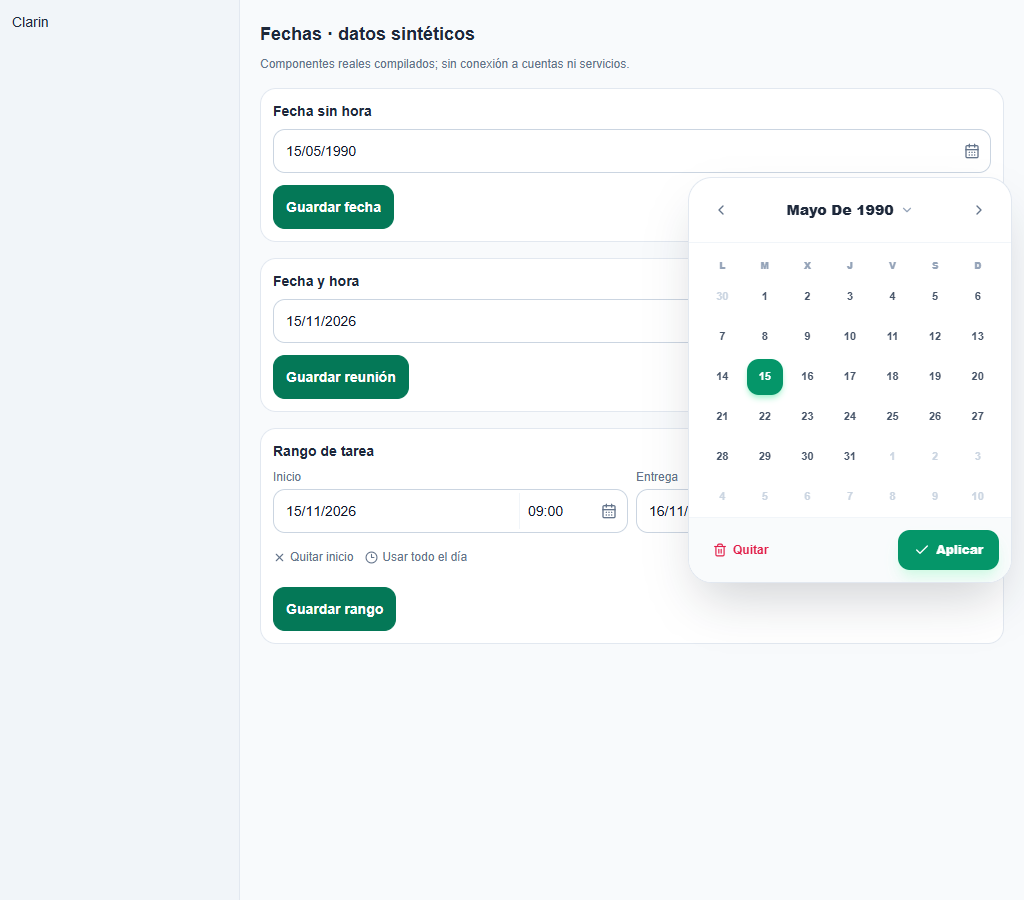 Clarin
Fechas · datos sintéticos
Componentes reales compilados; sin conexión a cuentas ni servicios.
Fecha sin hora
15/05/1990
Guardar fecha
Fecha y hora
15/11/2026
Guardar reunión
Rango de tarea
Inicio
Entrega
15/11/2026 09:00
16/11/
Quitar inicio Usar todo el día
Guardar rango
Mayo De 1990
L M X J V S D
30 1 2 3 4 5 6
7 8 9 10 11 12 13
14 15 16 17 18 19 20
21 22 23 24 25 26 27
28 29 30 31 1 2 3
4 5 6 7 8 9 10
Quitar Aplicar